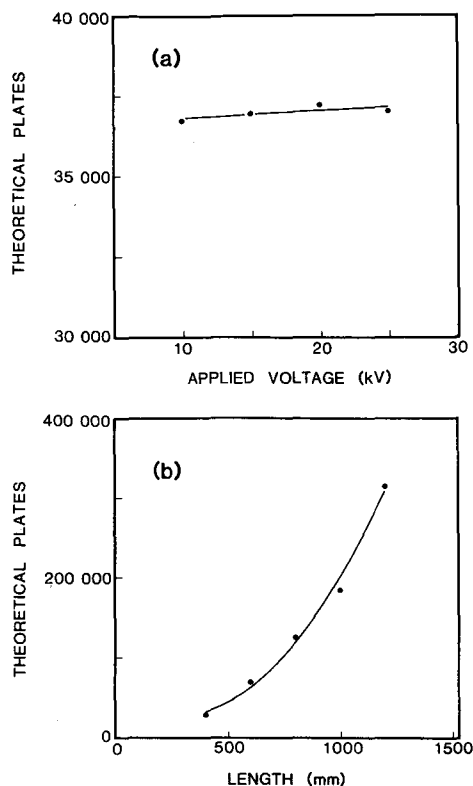 40 000
(a)
THEORETICAL PLATES
35 000
30 000
10
20
30
APPLIED VOLTAGE (kV)
400 000
(b)
THEORETICAL PLATES
200 000
0
0
500
1000
1500
LENGTH (mm)